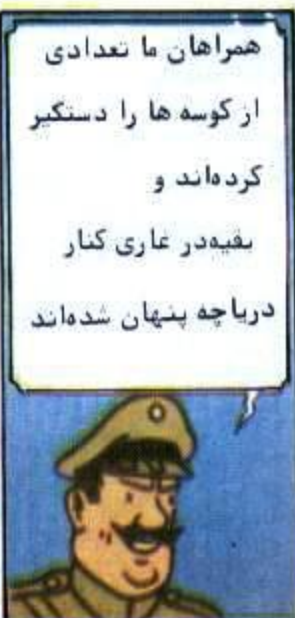 همراهان ما تعدادی
از کوسه ها را دستگیر
کرده‌اند و
بقیه‌در غاری کنار
دریاچه پنهان شده‌اند